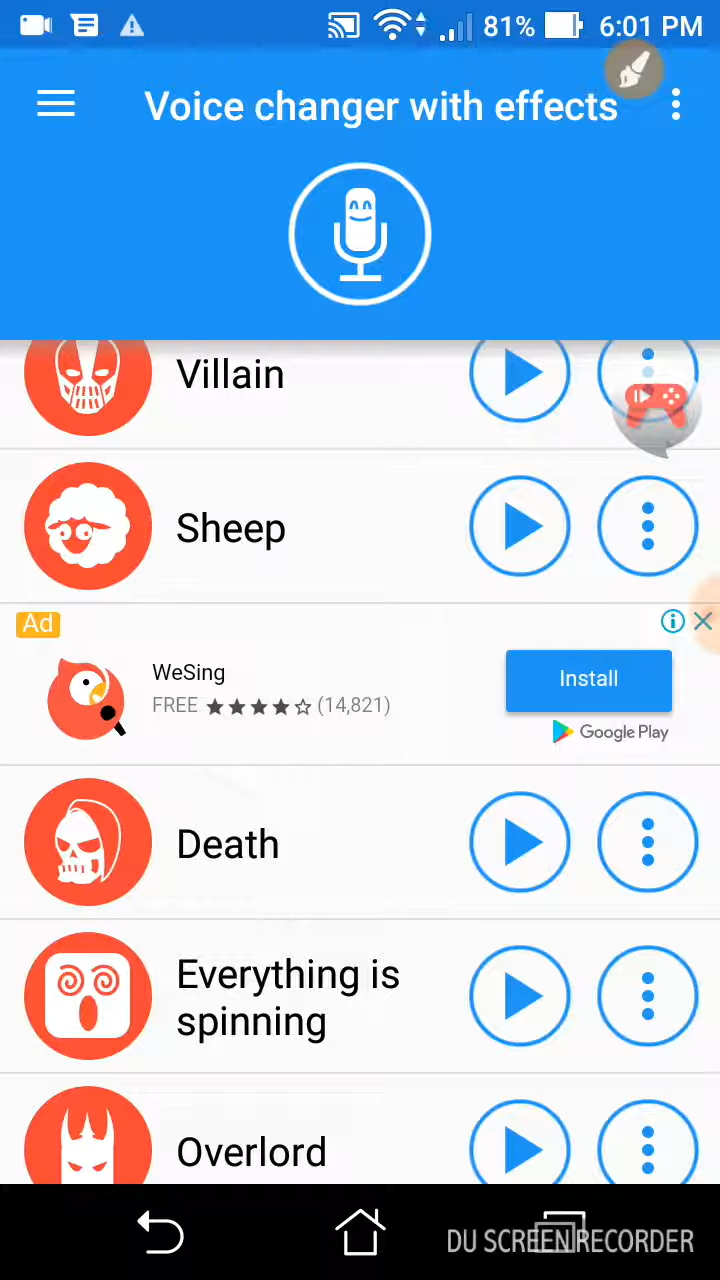 81% 6:01 PM
Voice changer with effects
Villain
Sheep
Ad
WeSing
FREE (14,821)
Install
Google Play
Death
Everything is
spinning
Overlord
DU SCREEN RECORDER